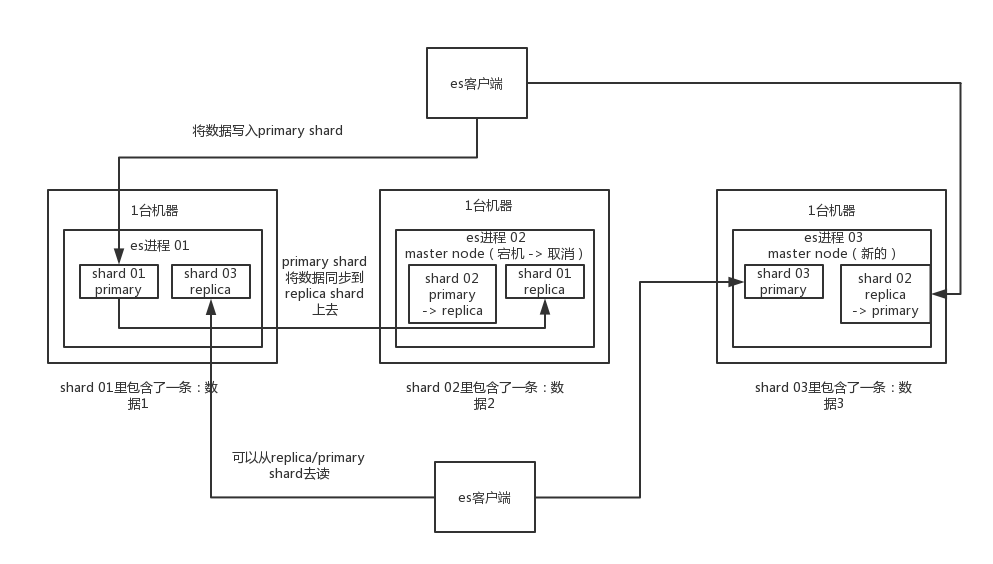 es客户端
将数据写入primary shard
1台机器
es进程 01
shard 01
primary
shard 03
replica
primary shard
将数据同步到
replica shard
上去
1台机器
es进程 02
master node（宕机 -> 取消）
shard 02
primary
-> replica
shard 01
replica
1台机器
es进程 03
master node（新的）
shard 03
primary
shard 02
replica
-> primary
shard 01里包含了一条：数
据1
shard 02里包含了一条：数
据2
shard 03里包含了一条：数
据3
可以从replica/primary
shard去读
es客户端